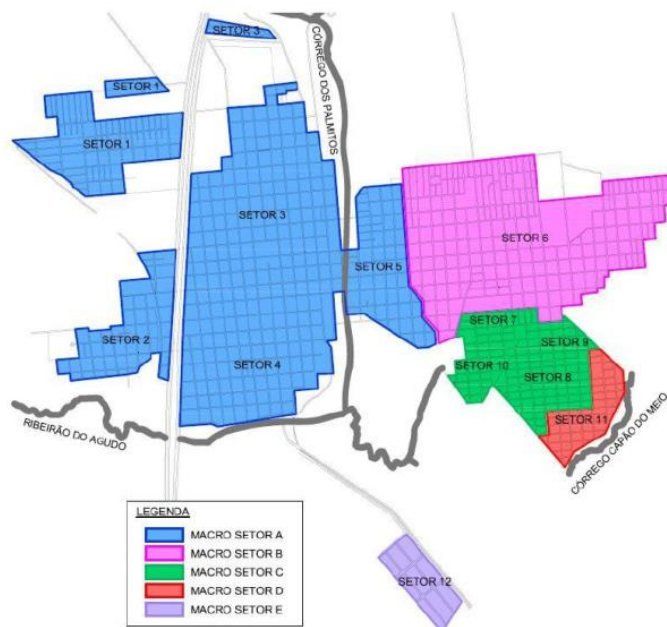 SETOR 3
CÓRREGO DOS PALMITOS
SETOR 1
SETOR 1
SETOR 3
SETOR 6
SETOR 5
SETOR 2
SETOR 7
SETOR 9
SETOR 4
SETOR 10
SETOR 8
SETOR 11
RIBEIRÃO DO AGUDO
CÓRREGO CAPÃO DO MEIO
LEGENDA
MACRO SETOR A
MACRO SETOR B
MACRO SETOR C
MACRO SETOR D
MACRO SETOR E
SETOR 12